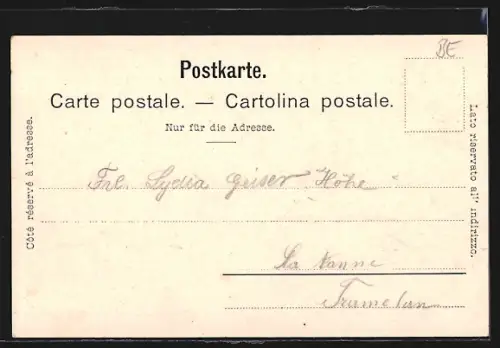 BE
Postkarte.
Carte postale. — Cartolina postale.
Nur für die Adresse.
Côté réservé à l'adresse.
Lato riservato all' indirizzo.
Frl. Lydia Geiser Höhe
La Tanne
Tramelan